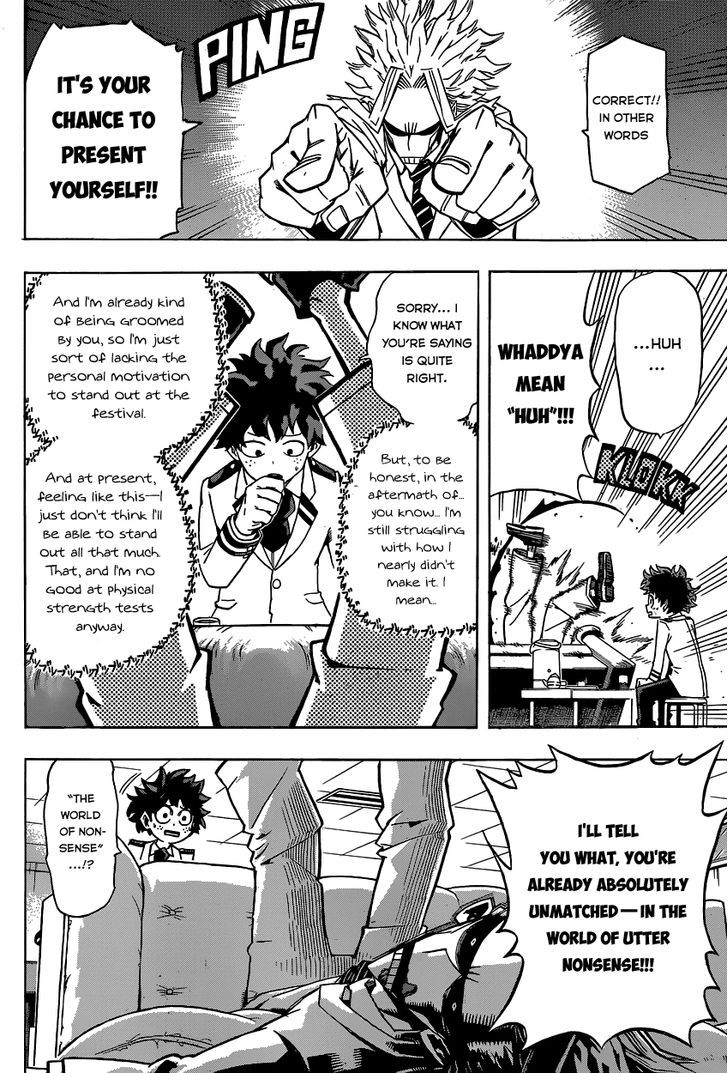 CORRECT!!
IN OTHER
WORDS
PING
IT'S YOUR
CHANCE TO
PRESENT
YOURSELF!!
...HUH
...
WHADDYA
MEAN
"HUH"!!!
KLOKK
SORRY... I
KNOW WHAT
YOU'RE SAYING
IS QUITE
RIGHT.
But, to be
honest, in the
aftermath of...
you know... I'm
still struggling
with how I
nearly didn't
make it. I
mean...
And I'm already kind
of being groomed
by you, so I'm just
sort of lacking the
personal motivation
to stand out at the
festival.
And at present,
feeling like this—I
just don't think I'll
be able to stand
out all that much.
That, and I'm no
good at physical
strength tests
anyway.
I'LL TELL
YOU WHAT, YOU'RE
ALREADY ABSOLUTELY
UNMATCHED—IN THE
WORLD OF UTTER
NONSENSE!!!
"THE
WORLD
OF NON-
SENSE"
...!?